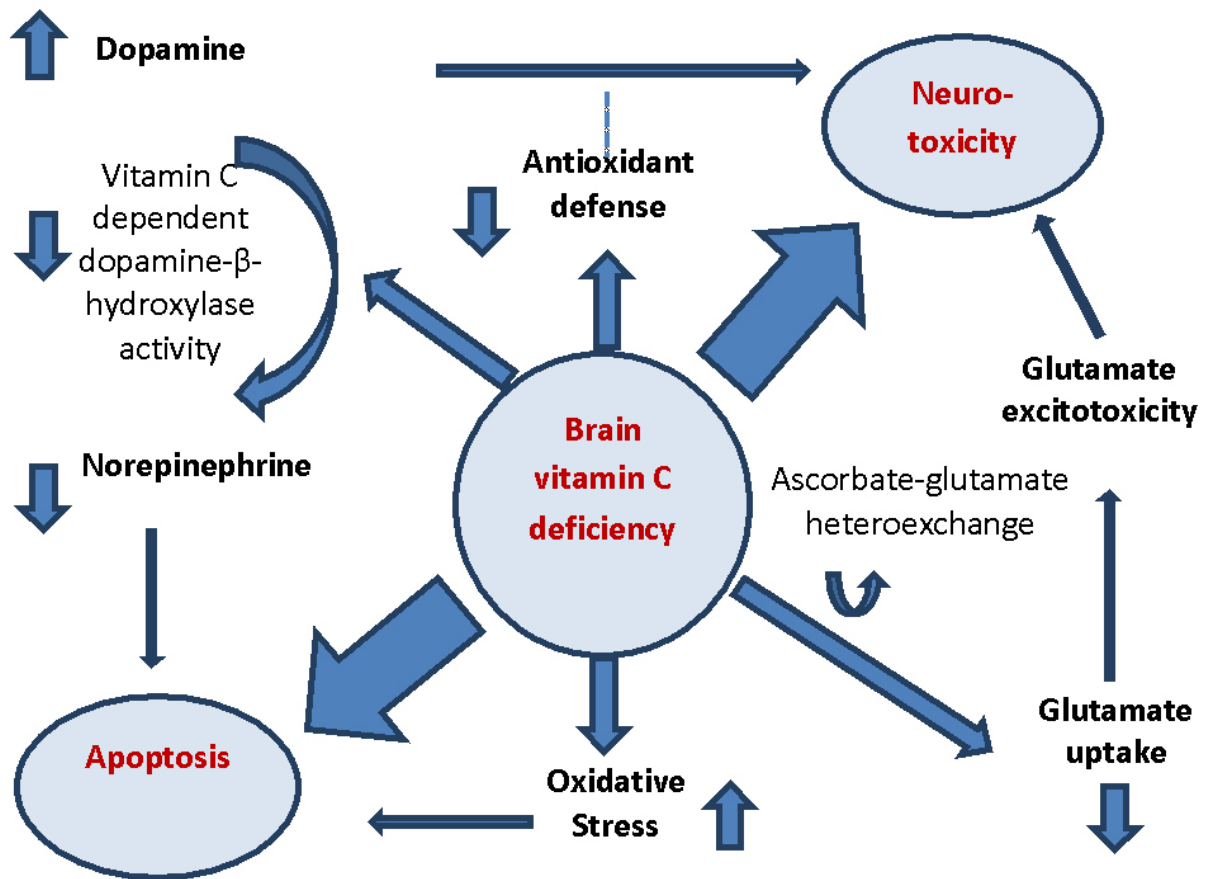 Dopamine
Neuro-
toxicity
Antioxidant
defense
Vitamin C
dependent
dopamine-β-
hydroxylase
activity
Norepinephrine
Brain
vitamin C
deficiency
Glutamate
excitotoxicity
Ascorbate-glutamate
heteroexchange
Glutamate
uptake
Oxidative
Stress
Apoptosis